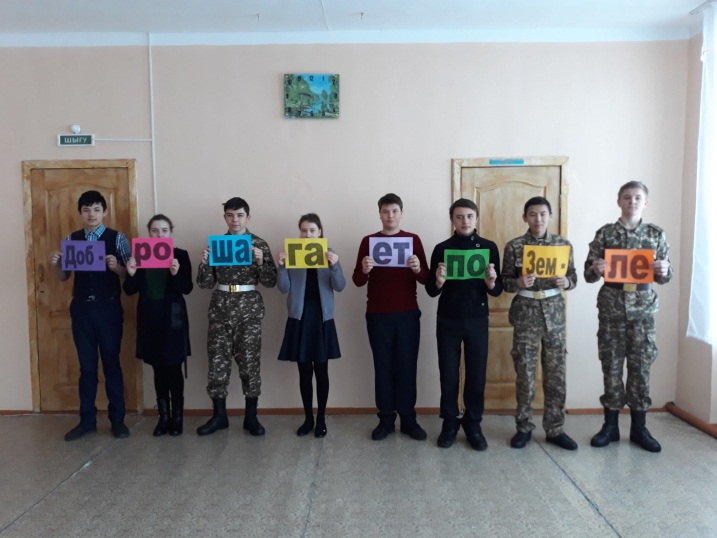 ШЫҒУ
Доб- ро ша га ет по Зем- ле